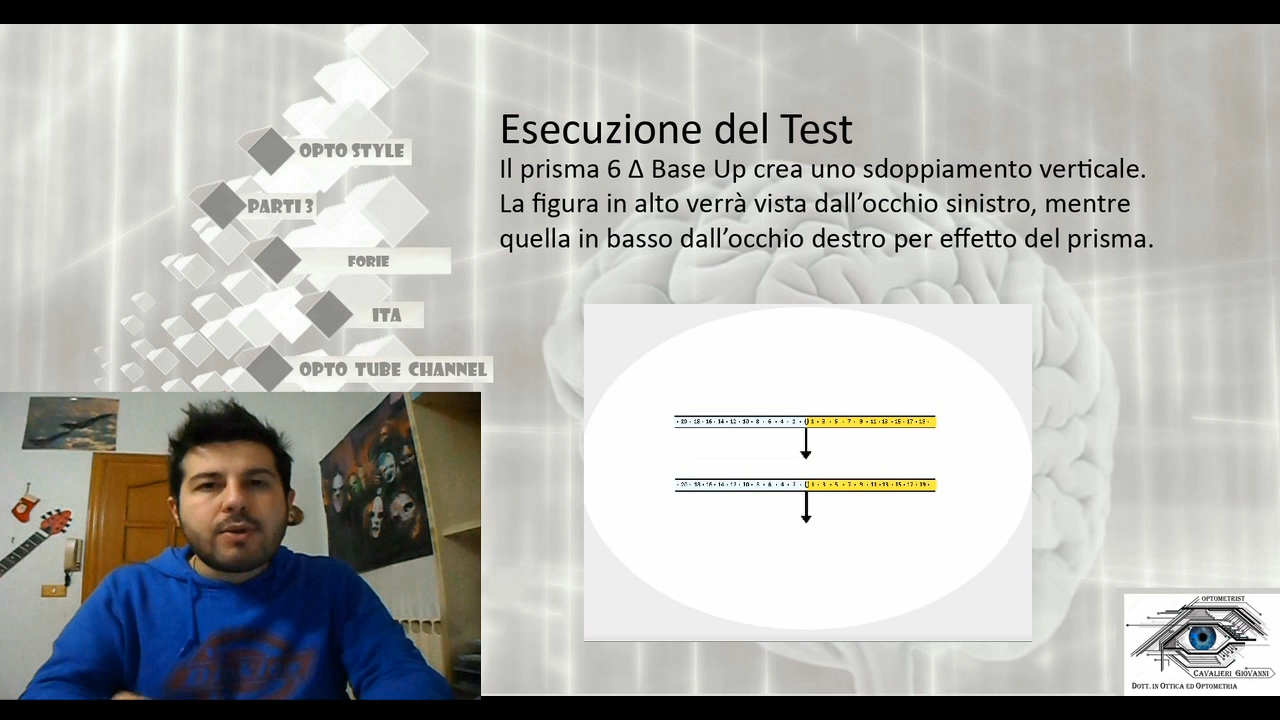 OPTO STYLE
PARTI 3
FORIE
ITA
OPTO TUBE CHANNEL
Esecuzione del Test
Il prisma 6 Δ Base Up crea uno sdoppiamento verticale.
La figura in alto verrà vista dall’occhio sinistro, mentre
quella in basso dall’occhio destro per effetto del prisma.
OPTOMETRIST
CAVALIERI GIOVANNI
DOTT. IN OTTICA ED OPTOMETRIA